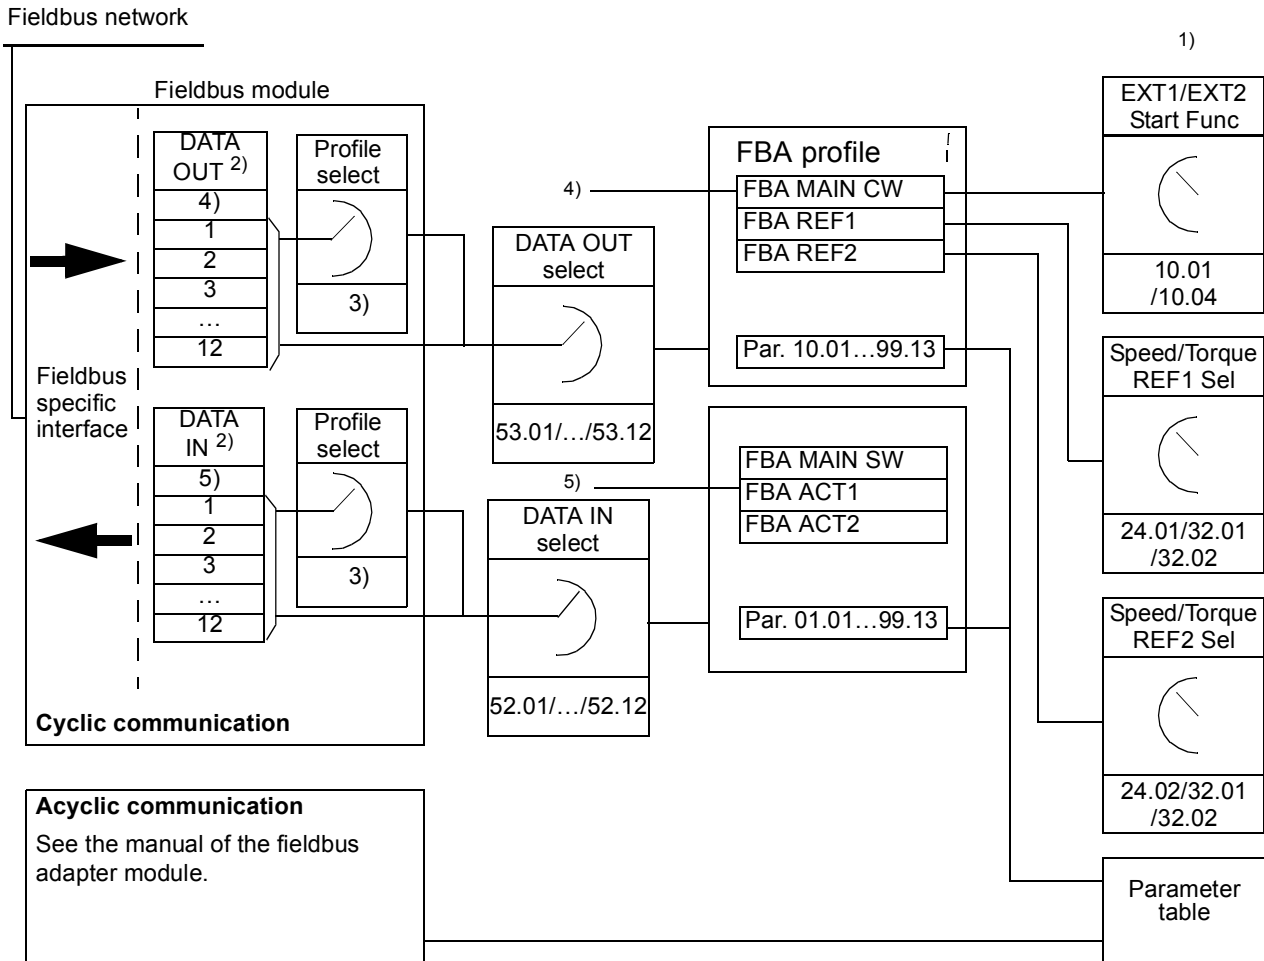 Fieldbus network
1)
Fieldbus module
EXT1/EXT2
Start Func
10.01
/10.04
DATA
OUT 2)
4)
1
2
3
…
12
Profile
select
3)
4)
DATA OUT
select
53.01/…/53.12
FBA profile
FBA MAIN CW
FBA REF1
FBA REF2
Par. 10.01…99.13
Speed/Torque
REF1 Sel
24.01/32.01
/32.02
Fieldbus
specific
interface
DATA
IN 2)
5)
1
2
3
…
12
Profile
select
3)
5)
DATA IN
select
52.01/…/52.12
FBA MAIN SW
FBA ACT1
FBA ACT2
Par. 01.01…99.13
Speed/Torque
REF2 Sel
24.02/32.01
/32.02
Cyclic communication
Acyclic communication
See the manual of the fieldbus
adapter module.
Parameter
table